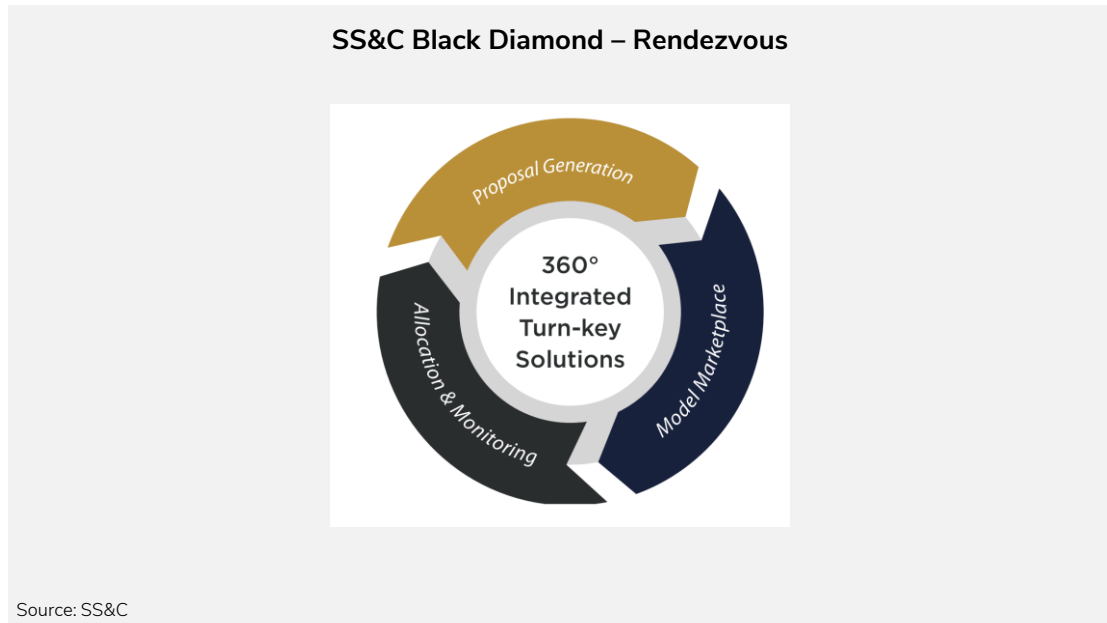 SS&C Black Diamond – Rendezvous
Proposal Generation
360°
Integrated
Turn-key
Solutions
Model Marketplace
Allocation & Monitoring
Source: SS&C